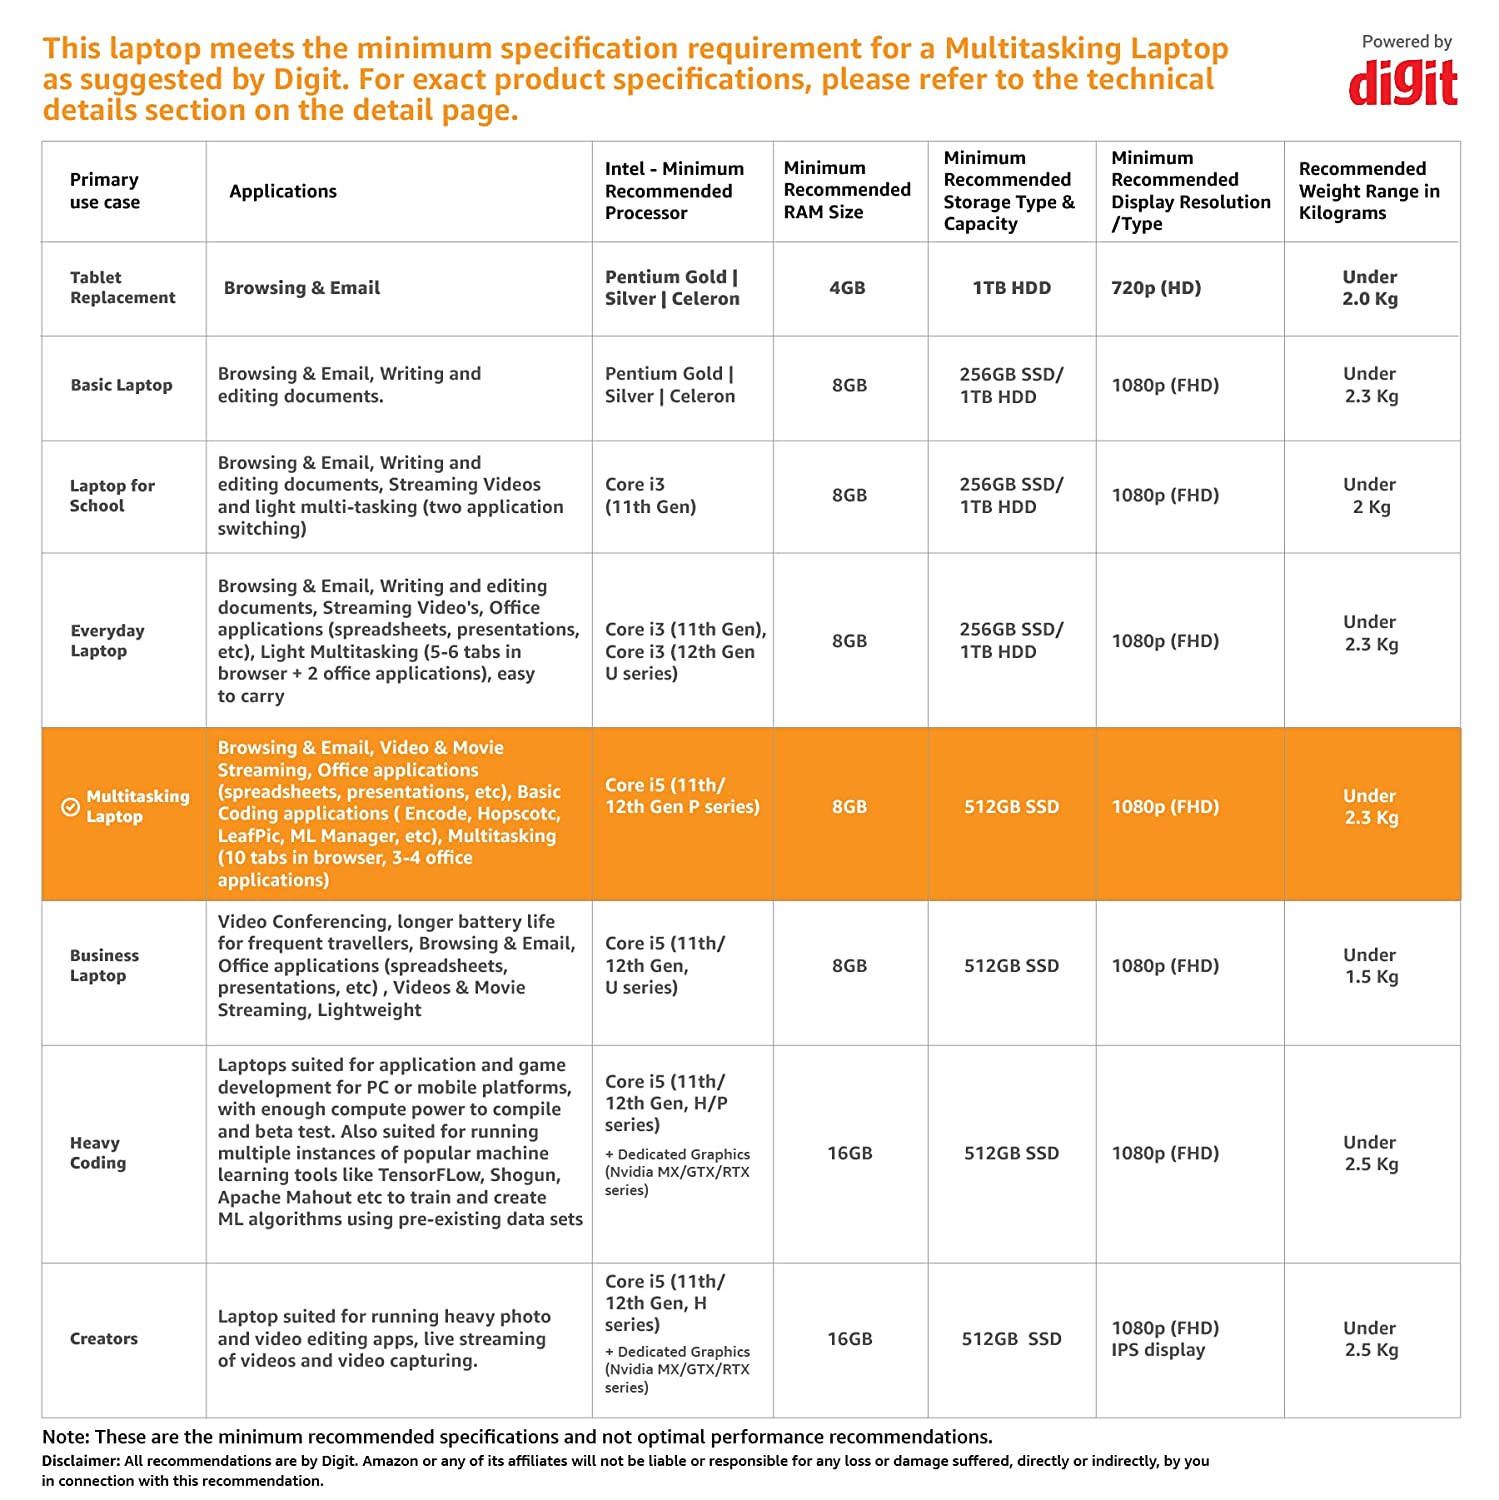 This laptop meets the minimum specification requirement for a Multitasking Laptop
as suggested by Digit. For exact product specifications, please refer to the technical
details section on the detail page.
Powered by
digit
Primary
use case
Applications
Intel - Minimum
Recommended
Processor
Minimum
Recommended
RAM Size
Minimum
Recommended
Storage Type &
Capacity
Minimum
Recommended
Display Resolution
/Type
Recommended
Weight Range in
Kilograms
Tablet
Replacement
Browsing & Email
Pentium Gold |
Silver | Celeron
4GB
1TB HDD
720p (HD)
Under
2.0 Kg
Basic Laptop
Browsing & Email, Writing and
editing documents.
Pentium Gold |
Silver | Celeron
8GB
256GB SSD/
1TB HDD
1080p (FHD)
Under
2.3 Kg
Laptop for
School
Browsing & Email, Writing and
editing documents, Streaming Videos
and light multi-tasking (two application
switching)
Core i3
(11th Gen)
8GB
256GB SSD/
1TB HDD
1080p (FHD)
Under
2 Kg
Everyday
Laptop
Browsing & Email, Writing and editing
documents, Streaming Video's, Office
applications (spreadsheets, presentations,
etc), Light Multitasking (5-6 tabs in
browser + 2 office applications), easy
to carry
Core i3 (11th Gen),
Core i3 (12th Gen
U series)
8GB
256GB SSD/
1TB HDD
1080p (FHD)
Under
2.3 Kg
Multitasking
Laptop
Browsing & Email, Video & Movie
Streaming, Office applications
(spreadsheets, presentations, etc), Basic
Coding applications ( Encode, Hopscotc,
LeafPic, ML Manager, etc), Multitasking
(10 tabs in browser, 3-4 office
applications)
Core i5 (11th/
12th Gen P series)
8GB
512GB SSD
1080p (FHD)
Under
2.3 Kg
Business
Laptop
Video Conferencing, longer battery life
for frequent travellers, Browsing & Email,
Office applications (spreadsheets,
presentations, etc) , Videos & Movie
Streaming, Lightweight
Core i5 (11th/
12th Gen,
U series)
8GB
512GB SSD
1080p (FHD)
Under
1.5 Kg
Heavy
Coding
Laptops suited for application and game
development for PC or mobile platforms,
with enough compute power to compile
and beta test. Also suited for running
multiple instances of popular machine
learning tools like TensorFLow, Shogun,
Apache Mahout etc to train and create
ML algorithms using pre-existing data sets
Core i5 (11th/
12th Gen, H/P
series)
+ Dedicated Graphics
(Nvidia MX/GTX/RTX
series)
16GB
512GB SSD
1080p (FHD)
Under
2.5 Kg
Creators
Laptop suited for running heavy photo
and video editing apps, live streaming
of videos and video capturing.
Core i5 (11th/
12th Gen, H
series)
+ Dedicated Graphics
(Nvidia MX/GTX/RTX
series)
16GB
512GB SSD
1080p (FHD)
IPS display
Under
2.5 Kg
Note: These are the minimum recommended specifications and not optimal performance recommendations.
Disclaimer: All recommendations are by Digit. Amazon or any of its affiliates will not be liable or responsible for any loss or damage suffered, directly or indirectly, by you
in connection with this recommendation.